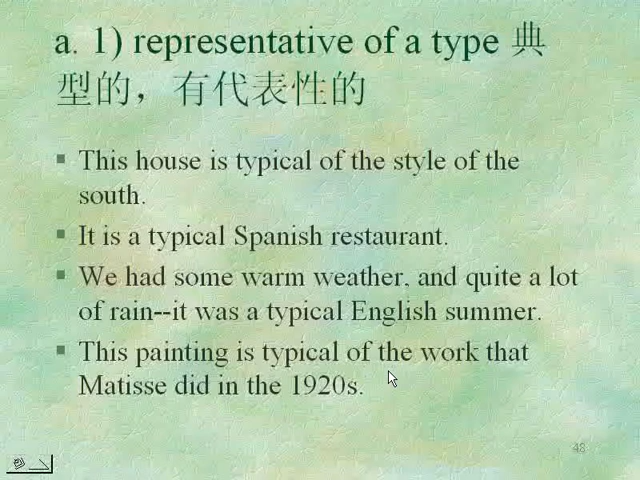 a. 1) representative of a type 典
型的，有代表性的
▪ This house is typical of the style of the
south.
▪ It is a typical Spanish restaurant.
▪ We had some warm weather, and quite a lot
of rain--it was a typical English summer.
▪ This painting is typical of the work that
Matisse did in the 1920s.
48